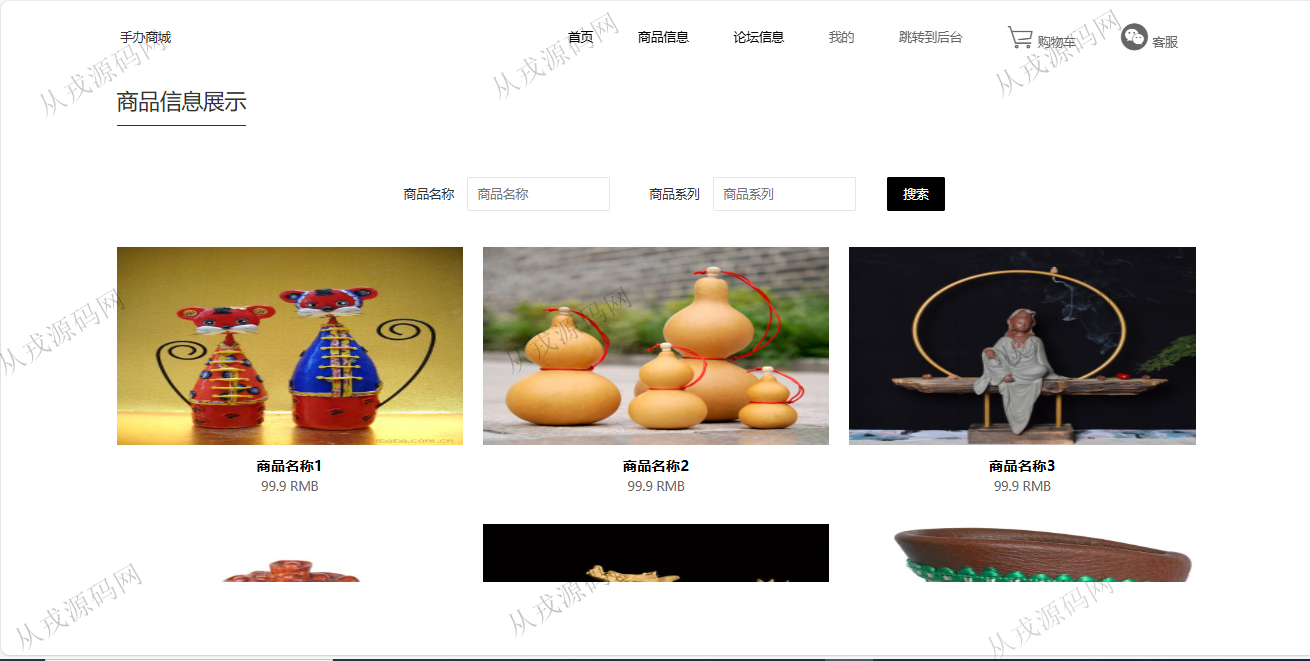 手办商城
首页
商品信息
论坛信息
我的
跳转到后台
购物车
客服
从戎源码网
从戎源码网
从戎源码网
商品信息展示
商品名称
商品名称
商品系列
商品系列
搜索
从戎源码网
从戎源码网
商品名称1
99.9 RMB
商品名称2
99.9 RMB
商品名称3
99.9 RMB
从戎源码网
从戎源码网
从戎源码网